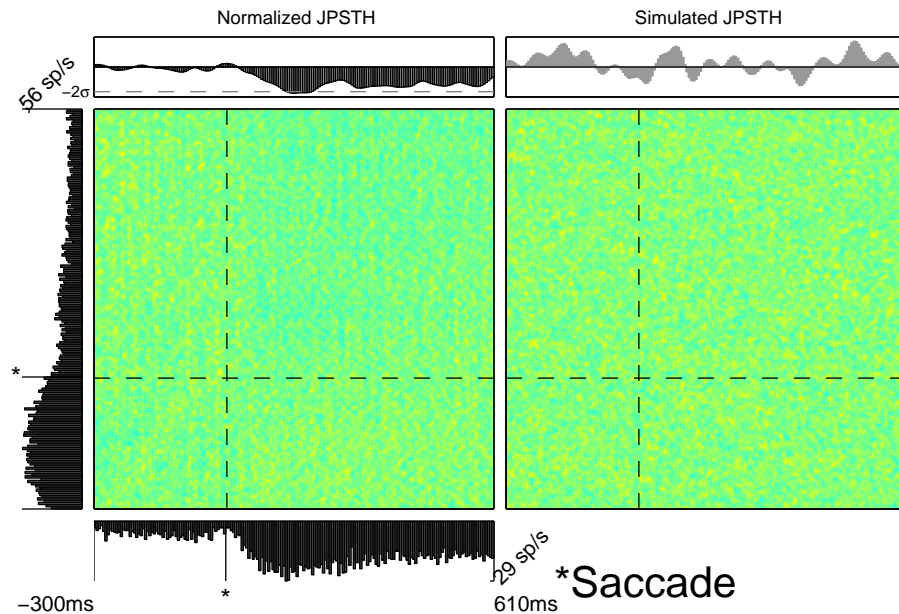 Normalized JPSTH
Simulated JPSTH
56 sp/s
−2σ
*
29 sp/s
*
*Saccade
−300ms
610ms